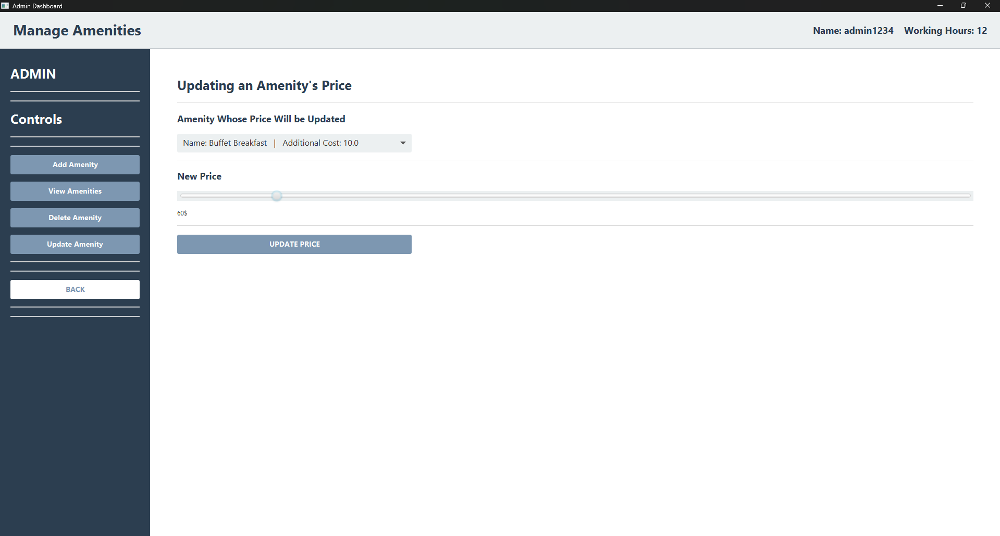 Admin Dashboard
Manage Amenities
Name: admin1234 Working Hours: 12
ADMIN
Controls
Add Amenity
View Amenities
Delete Amenity
Update Amenity
BACK
Updating an Amenity's Price
Amenity Whose Price Will be Updated
Name: Buffet Breakfast | Additional Cost: 10.0
New Price
60$
UPDATE PRICE